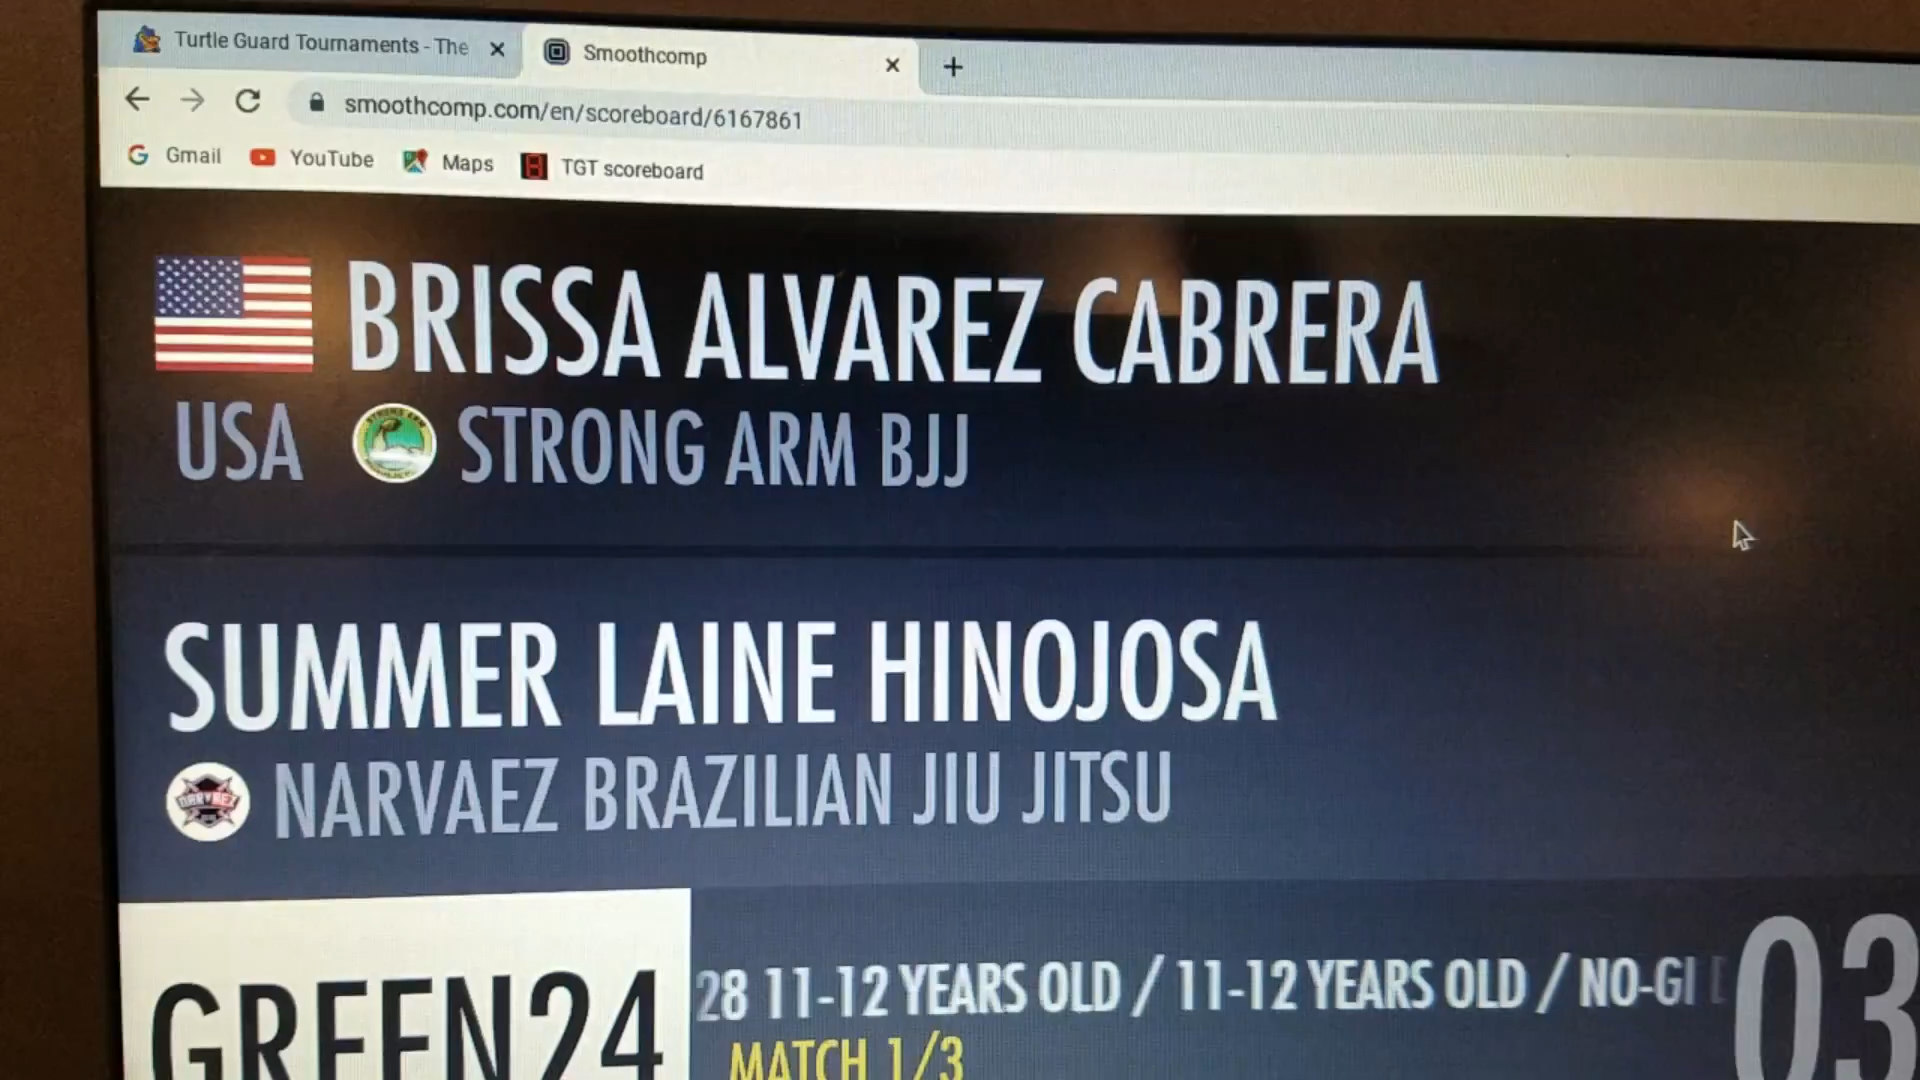 Turtle Guard Tournaments - The
Smoothcomp
smoothcomp.com/en/scoreboard/6167861
Gmail YouTube Maps TGT scoreboard
BRISSA ALVAREZ CABRERA
USA STRONG ARM BJJ
SUMMER LAINE HINOJOSA
NARVAEZ BRAZILIAN JIU JITSU
GREEN24
28 11-12 YEARS OLD / 11-12 YEARS OLD / NO-GI
MATCH 1/3
03